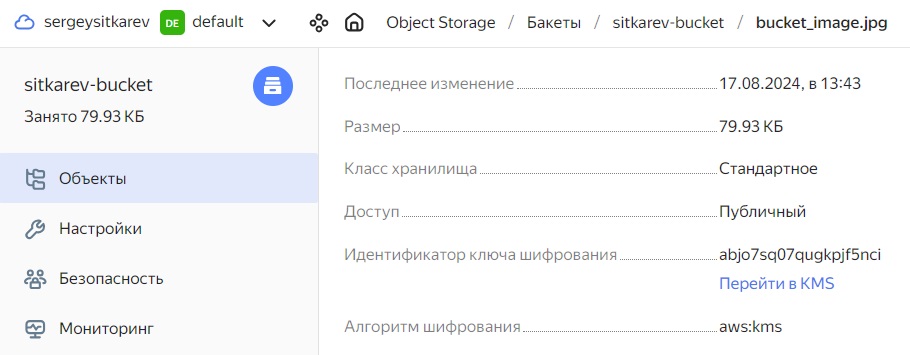 sergeysitkarev DE default Object Storage / Бакеты / sitkarev-bucket / bucket_image.jpg
sitkarev-bucket
Занято 79.93 КБ
Объекты
Настройки
Безопасность
Мониторинг
Последнее изменение 17.08.2024, в 13:43
Размер 79.93 КБ
Класс хранилища Стандартное
Доступ Публичный
Идентификатор ключа шифрования abjo7sq07qugkpjf5nci
Перейти в KMS
Алгоритм шифрования aws:kms